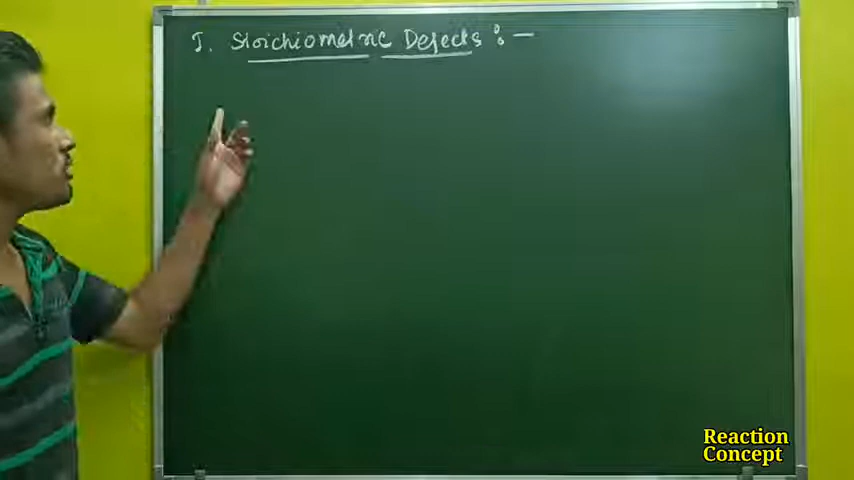 I. Stoichiometric Defects :-
Reaction
Concept